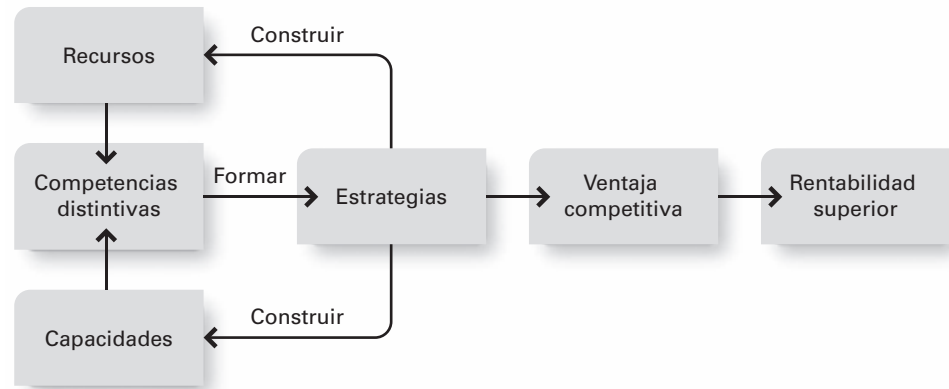 Recursos
Construir
Competencias
distintivas
Formar
Estrategias
Ventaja
competitiva
Rentabilidad
superior
Capacidades
Construir